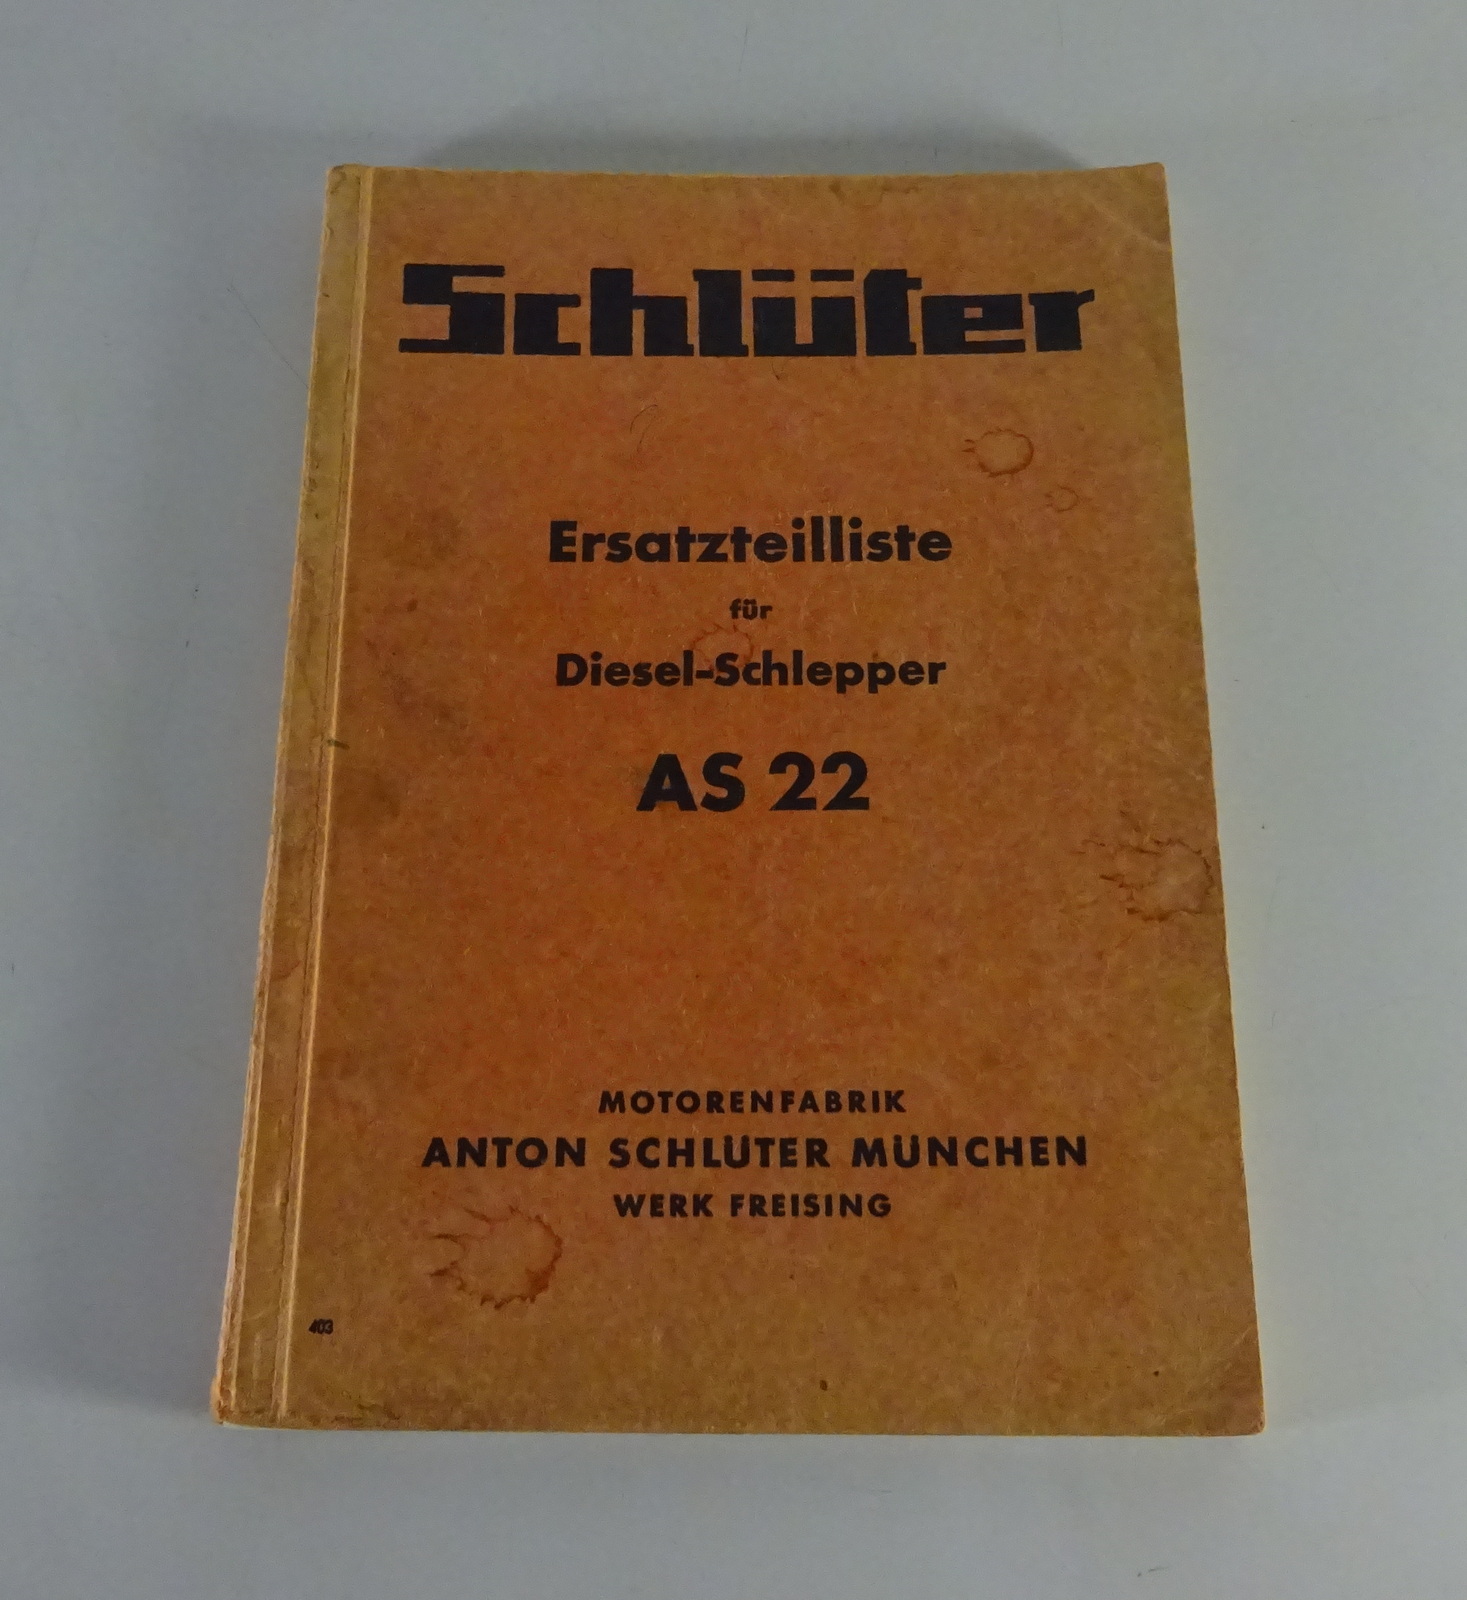 Schlüter
Ersatzteilliste
für
Diesel-Schlepper
AS 22
MOTORENFABRIK
ANTON SCHLÜTER MÜNCHEN
WERK FREISING
403